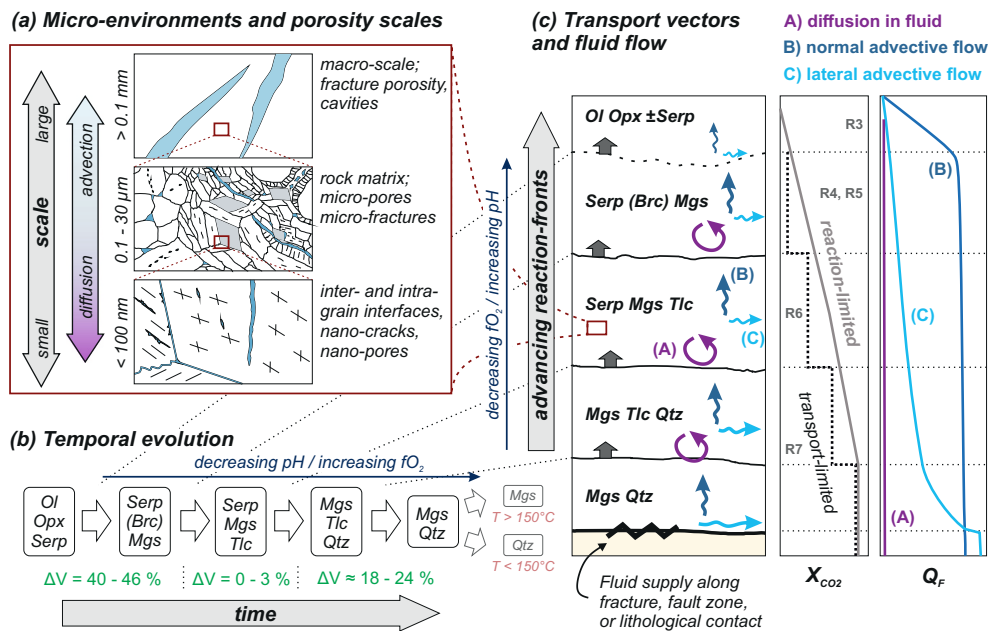 (a) Micro-environments and porosity scales
scale
large
small
advection
diffusion
> 0.1 mm
macro-scale;
fracture porosity,
cavities
0.1 - 30 µm
rock matrix;
micro-pores
micro-fractures
< 100 nm
inter- and intra-
grain interfaces,
nano-cracks,
nano-pores
(b) Temporal evolution
decreasing pH / increasing fO2
Ol
Opx
Serp
Serp
(Brc)
Mgs
Serp
Mgs
Tlc
Mgs
Tlc
Qtz
Mgs
Qtz
Mgs
T > 150°C
Qtz
T < 150°C
ΔV = 40 - 46 %
ΔV = 0 - 3 %
ΔV ≈ 18 - 24 %
time
(c) Transport vectors
and fluid flow
A) diffusion in fluid
B) normal advective flow
C) lateral advective flow
decreasing fO2 / increasing pH
advancing reaction-fronts
Ol Opx ±Serp
Serp (Brc) Mgs
Serp Mgs Tlc
(B)
(C)
(A)
Mgs Tlc Qtz
Mgs Qtz
Fluid supply along
fracture, fault zone,
or lithological contact
R3
R4, R5
R6
R7
reaction-limited
transport-limited
XCO2
(B)
(C)
(A)
QF